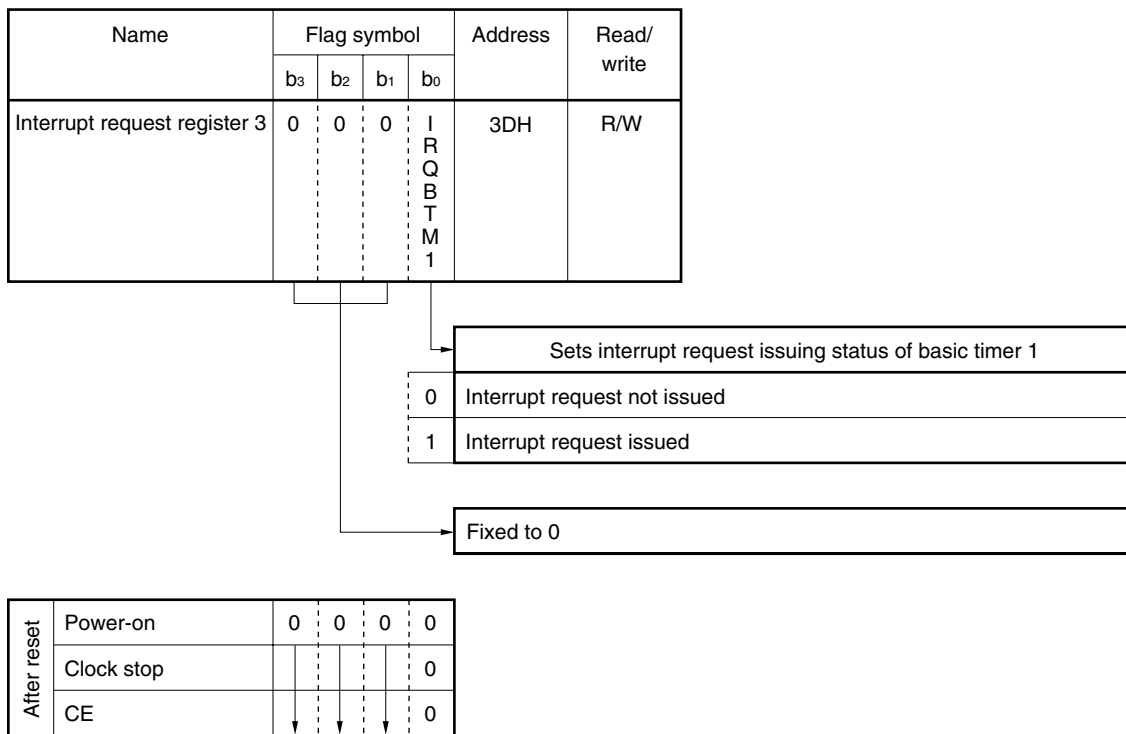 Name Flag symbol Address Read/
write
b3 b2 b1 b0
Interrupt request register 3 0 0 0 I 3DH R/W
R
Q
B
T
M
1
Sets interrupt request issuing status of basic timer 1
0 Interrupt request not issued
1 Interrupt request issued
Fixed to 0
After reset
Power-on 0 0 0 0
Clock stop 0
CE 0